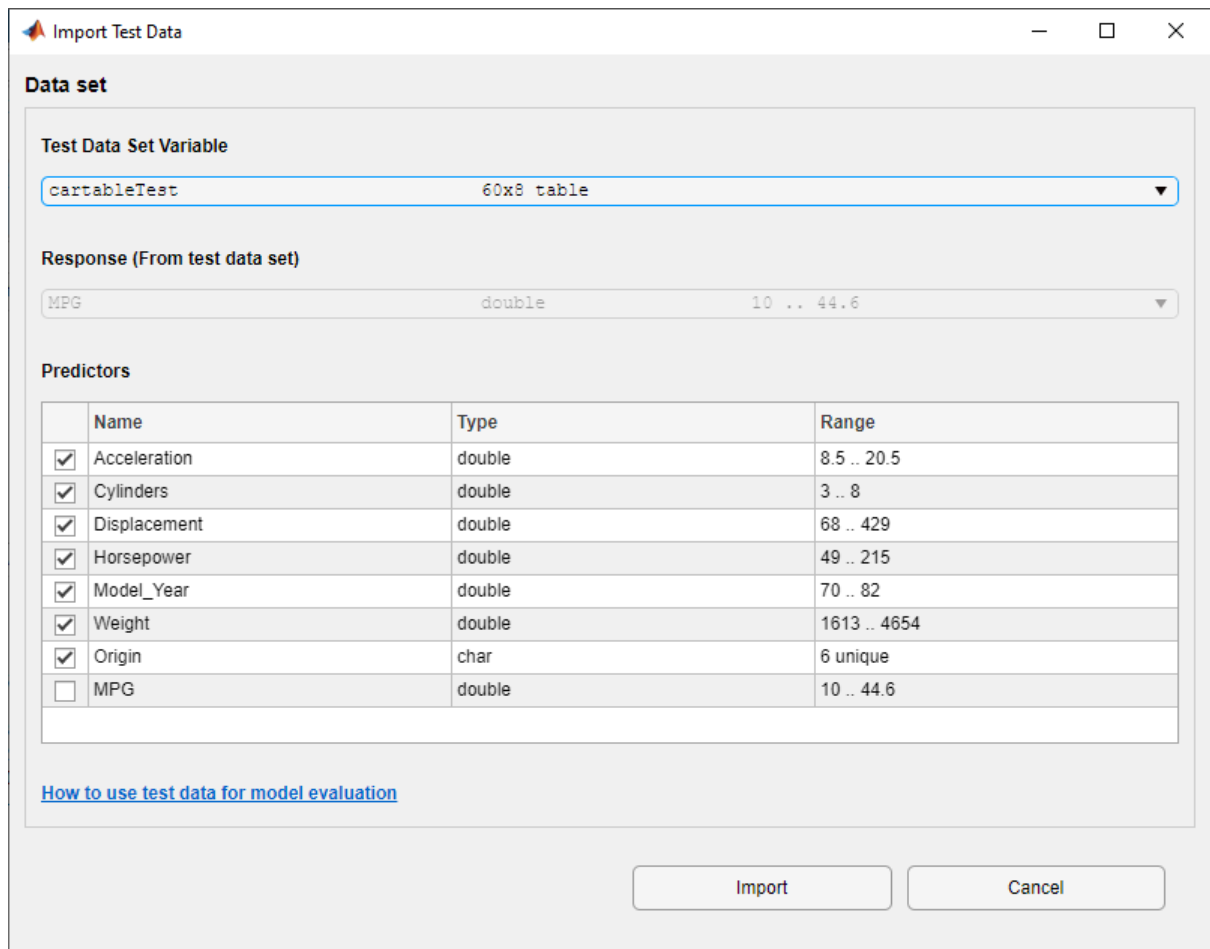 Import Test Data
Data set
Test Data Set Variable
cartableTest 60x8 table
Response (From test data set)
MPG double 10 .. 44.6
Predictors
Name Type Range
Acceleration double 8.5 .. 20.5
Cylinders double 3 .. 8
Displacement double 68 .. 429
Horsepower double 49 .. 215
Model_Year double 70 .. 82
Weight double 1613 .. 4654
Origin char 6 unique
MPG double 10 .. 44.6
How to use test data for model evaluation
Import Cancel